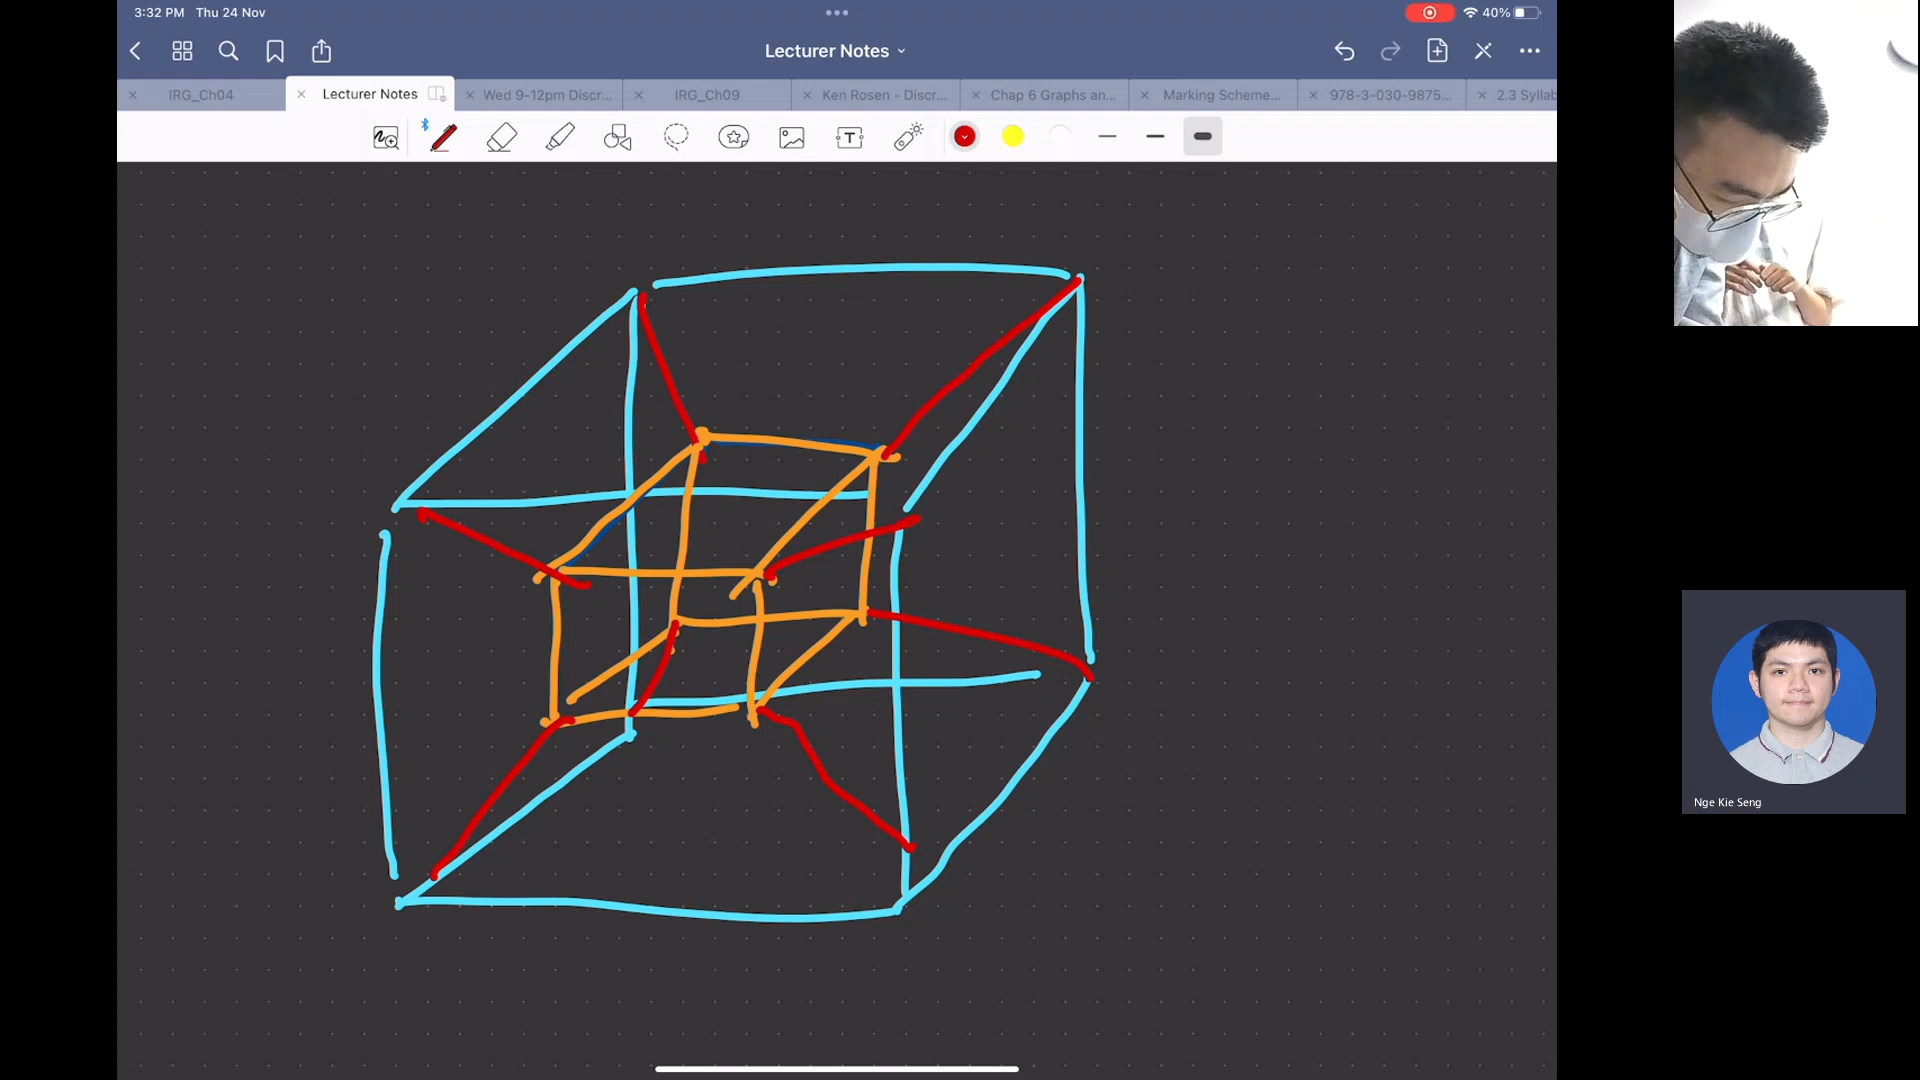 3:32 PM Thu 24 Nov
40%
Lecturer Notes
IRG_Ch04
Lecturer Notes
Wed 9-12pm Discr...
IRG_Ch09
Ken Rosen - Discr...
Chap 6 Graphs an...
Marking Scheme...
978-3-030-9875...
2.3 Syllab
T
Nge Kie Seng